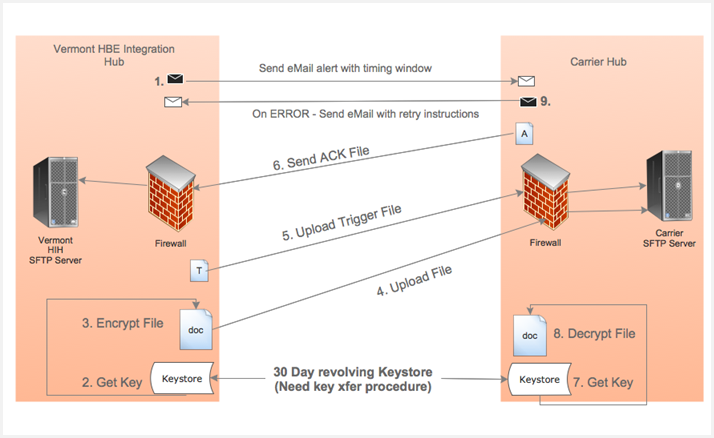 Vermont HBE Integration
Hub
Carrier Hub
Send eMail alert with timing window
1.
9.
On ERROR - Send eMail with retry instructions
A
6. Send ACK File
5. Upload Trigger File
Vermont
HIH
SFTP Server
Firewall
Firewall
Carrier
SFTP Server
T
4. Upload File
3. Encrypt File
doc
doc
8. Decrypt File
2. Get Key
Keystore
30 Day revolving Keystore
(Need key xfer procedure)
Keystore
7. Get Key